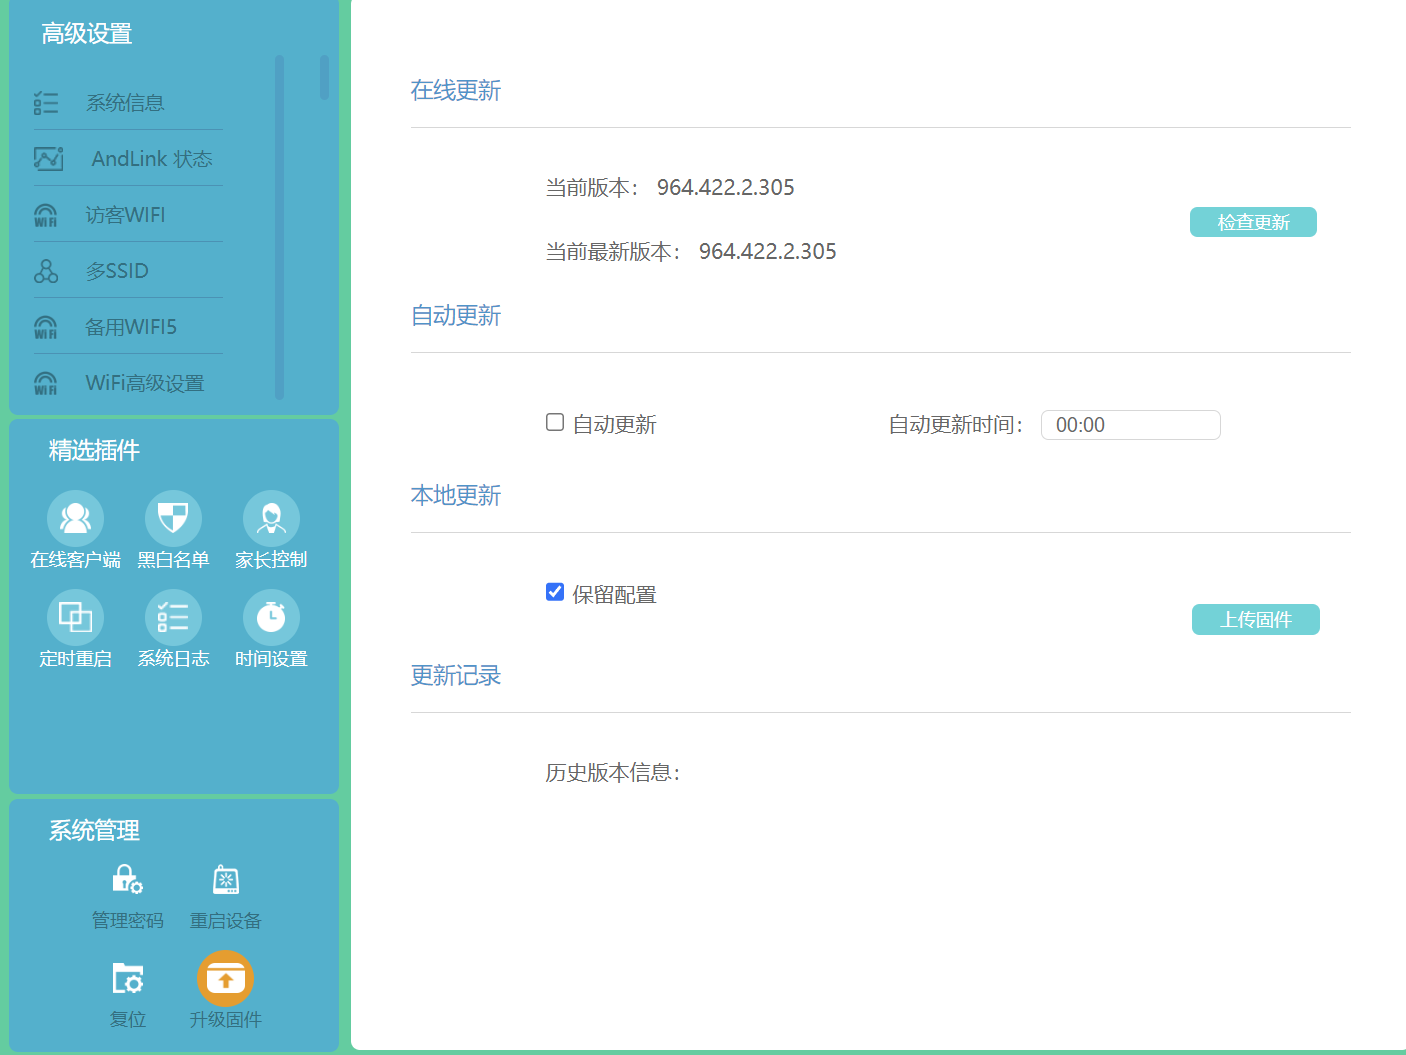 高级设置
系统信息
AndLink 状态
访客WIFI
多SSID
备用WIFI5
WiFi高级设置
精选插件
在线客户端 黑白名单 家长控制
定时重启 系统日志 时间设置
系统管理
管理密码 重启设备
复位 升级固件
在线更新
当前版本： 964.422.2.305
检查更新
当前最新版本： 964.422.2.305
自动更新
自动更新 自动更新时间： 00:00
本地更新
保留配置
上传固件
更新记录
历史版本信息：